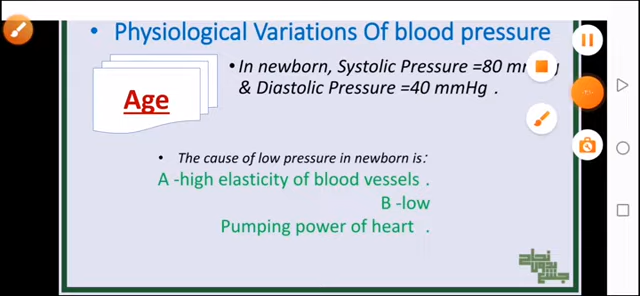 • Physiological Variations Of blood pressure
Age
• In newborn, Systolic Pressure =80
& Diastolic Pressure =40 mmHg .
• The cause of low pressure in newborn is:
A -high elasticity of blood vessels .
B -low
Pumping power of heart .